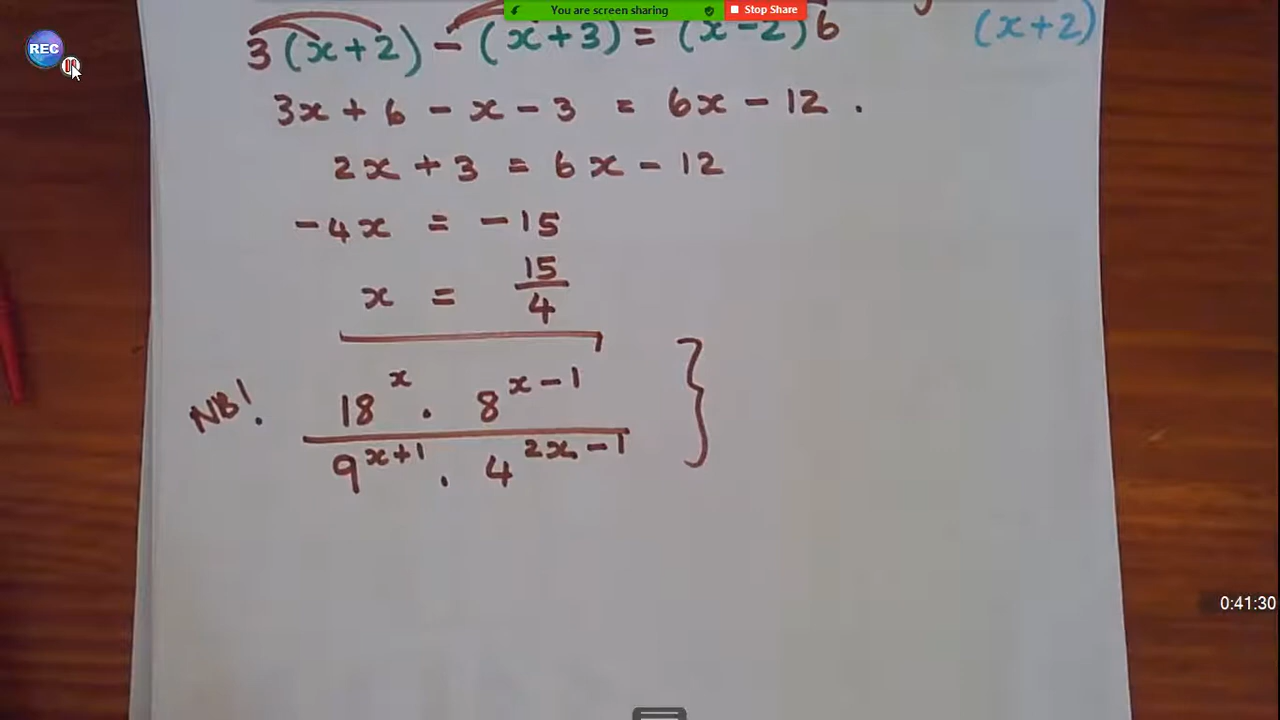 You are screen sharing Stop Share
REC
3(x+2) - (x+3) = (x-2)6
(x+2)
3x + 6 - x - 3 = 6x - 12 .
2x + 3 = 6x - 12
-4x = -15
x = 15/4
NB! 18^x . 8^(x-1)
9^(x+1) . 4^(2x-1)
0:41:30